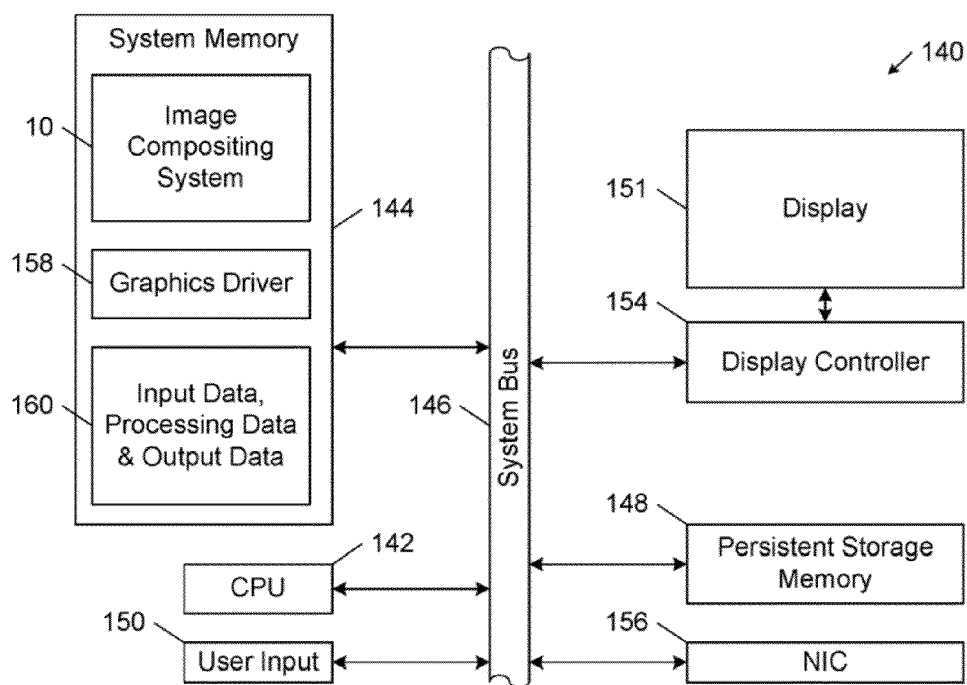 System Memory
140
10
Image
Compositing
System
151
Display
144
158
Graphics Driver
154
Display Controller
160
Input Data,
Processing Data
& Output Data
146
System Bus
148
Persistent Storage
Memory
142
CPU
150
User Input
156
NIC